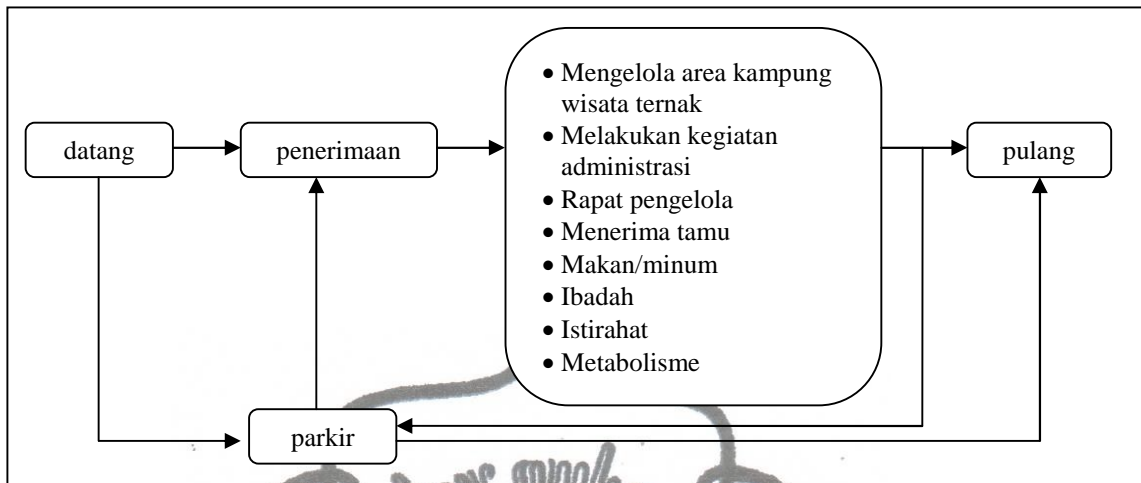 datang
penerimaan
• Mengelola area kampung
wisata ternak
• Melakukan kegiatan
administrasi
• Rapat pengelola
• Menerima tamu
• Makan/minum
• Ibadah
• Istirahat
• Metabolisme
pulang
parkir